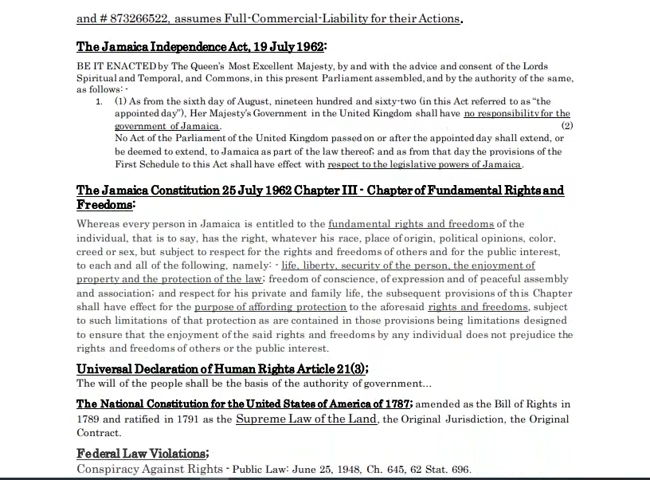 and # 873266522, assumes Full-Commercial-Liability for their Actions.
The Jamaica Independence Act, 19 July 1962:
BE IT ENACTED by The Queen's Most Excellent Majesty, by and with the advice and consent of the Lords
Spiritual and Temporal, and Commons, in this present Parliament assembled, and by the authority of the same,
as follows: -
1. (1) As from the sixth day of August, nineteen hundred and sixty-two (in this Act referred to as "the
appointed day"), Her Majesty's Government in the United Kingdom shall have no responsibility for the
government of Jamaica. (2)
No Act of the Parliament of the United Kingdom passed on or after the appointed day shall extend, or
be deemed to extend, to Jamaica as part of the law thereof; and as from that day the provisions of the
First Schedule to this Act shall have effect with respect to the legislative powers of Jamaica.
The Jamaica Constitution 25 July 1962 Chapter III - Chapter of Fundamental Rights and
Freedoms:
Whereas every person in Jamaica is entitled to the fundamental rights and freedoms of the
individual, that is to say, has the right, whatever his race, place of origin, political opinions, color,
creed or sex, but subject to respect for the rights and freedoms of others and for the public interest,
to each and all of the following, namely: - life, liberty, security of the person, the enjoyment of
property and the protection of the law; freedom of conscience, of expression and of peaceful assembly
and association; and respect for his private and family life, the subsequent provisions of this Chapter
shall have effect for the purpose of affording protection to the aforesaid rights and freedoms, subject
to such limitations of that protection as are contained in those provisions being limitations designed
to ensure that the enjoyment of the said rights and freedoms by any individual does not prejudice the
rights and freedoms of others or the public interest.
Universal Declaration of Human Rights Article 21(3);
The will of the people shall be the basis of the authority of government...
The National Constitution for the United States of America of 1787; amended as the Bill of Rights in
1789 and ratified in 1791 as the Supreme Law of the Land, the Original Jurisdiction, the Original
Contract.
Federal Law Violations;
Conspiracy Against Rights - Public Law: June 25, 1948, Ch. 645, 62 Stat. 696.